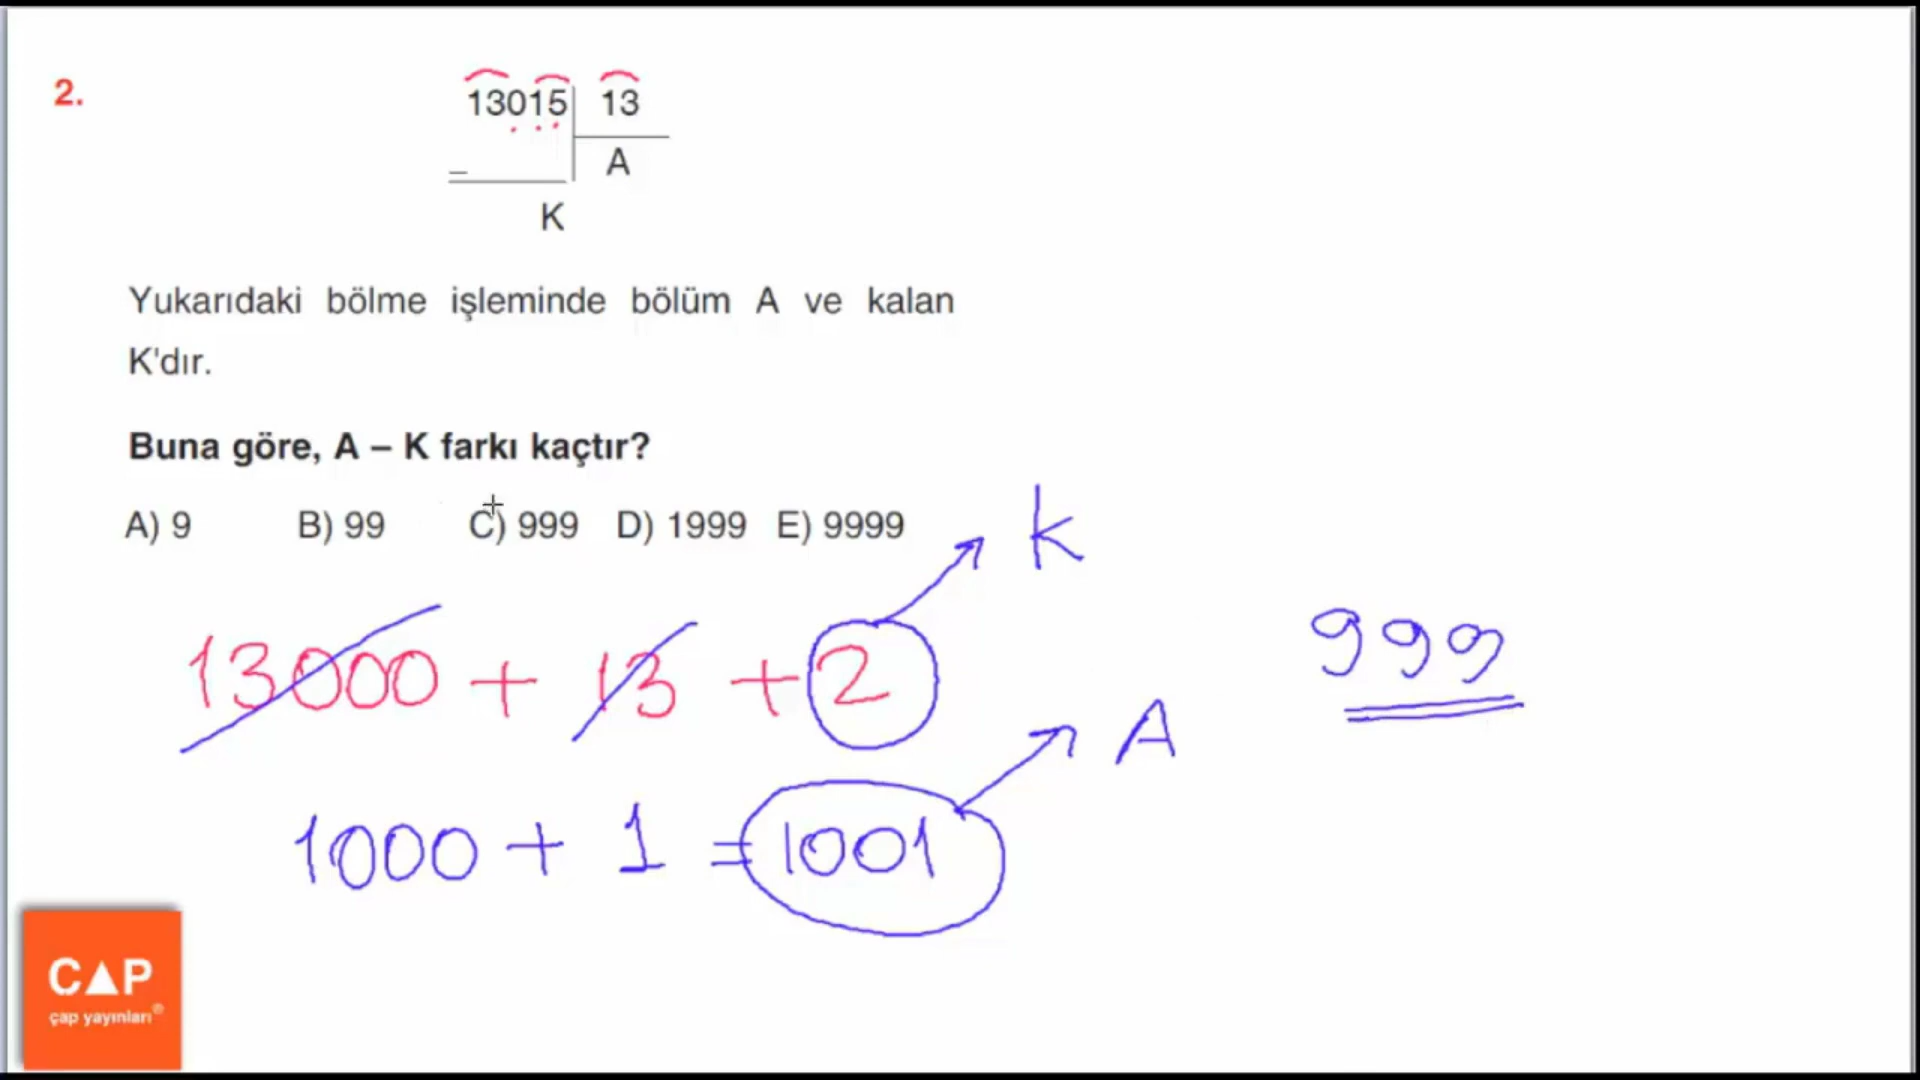 2.
13015 13
A
K
Yukarıdaki bölme işleminde bölüm A ve kalan
K'dır.
Buna göre, A – K farkı kaçtır?
A) 9 B) 99 C) 999 D) 1999 E) 9999
k
13000 + 13 + 2
999
A
1000 + 1 = 1001
CAP
çap yayınları®